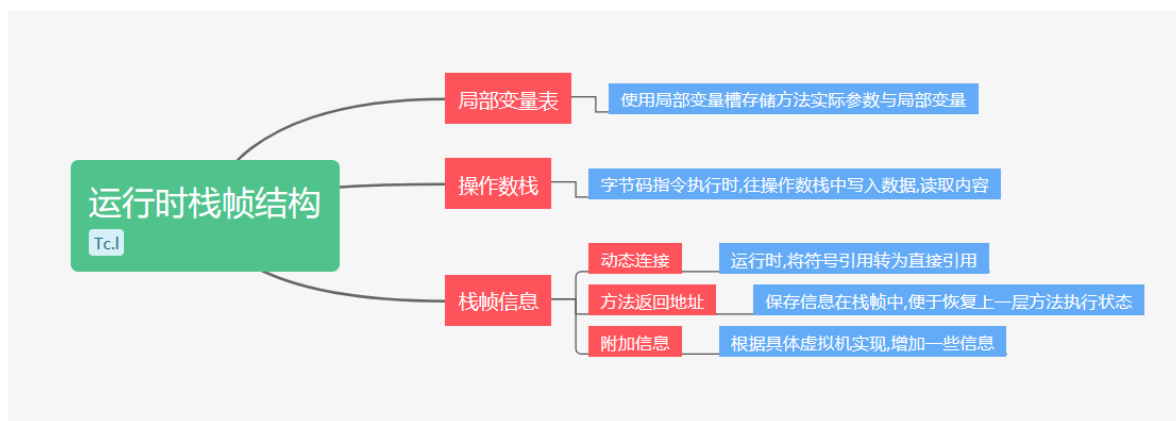 局部变量表
使用局部变量槽存储方法实际参数与局部变量
运行时栈帧结构
Tc.l
操作数栈
字节码指令执行时,往操作数栈中写入数据,读取内容
栈帧信息
动态连接
运行时,将符号引用转为直接引用
方法返回地址
保存信息在栈帧中,便于恢复上一层方法执行状态
附加信息
根据具体虚拟机实现,增加一些信息